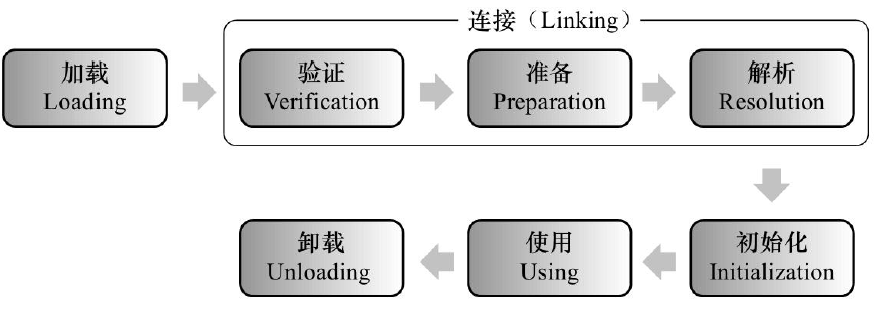 连接（Linking）
加载
Loading
验证
Verification
准备
Preparation
解析
Resolution
初始化
Initialization
使用
Using
卸载
Unloading